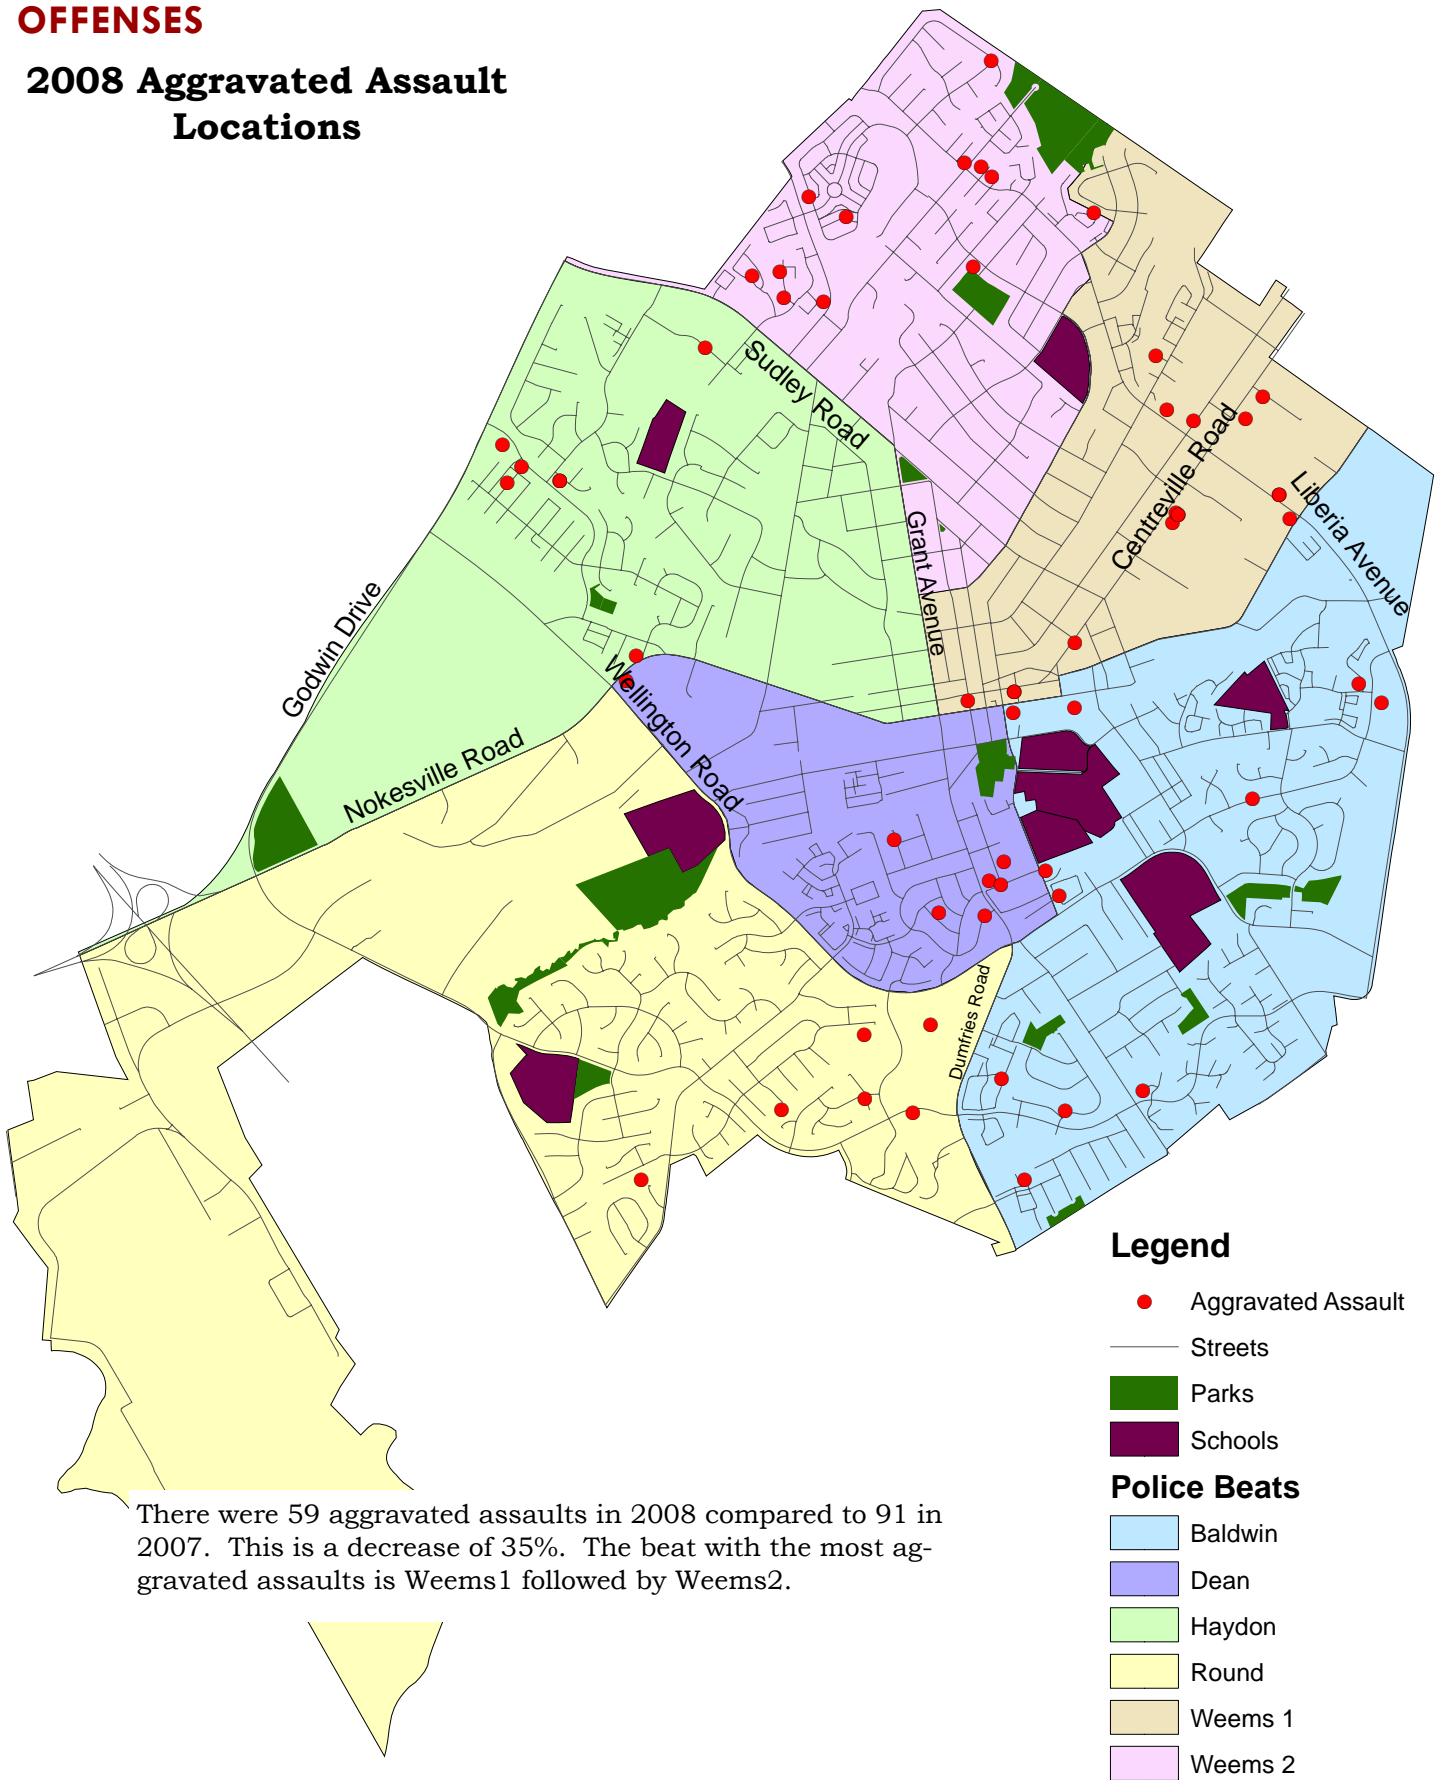 OFFENSES
2008 Aggravated Assault
Locations
Sudley Road
Grant Avenue
Centreville Road
Liberia Avenue
Godwin Drive
Wellington Road
Nokesville Road
Dumfries Road
Legend
Aggravated Assault
Streets
Parks
Schools
Police Beats
Baldwin
Dean
Haydon
Round
Weems 1
Weems 2
There were 59 aggravated assaults in 2008 compared to 91 in
2007.  This is a decrease of 35%.  The beat with the most ag-
gravated assaults is Weems1 followed by Weems2.